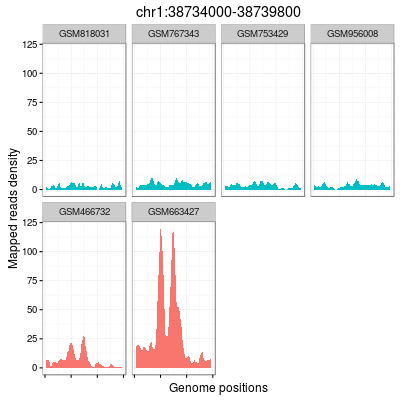 chr1:38734000-38739800
GSM818031 GSM767343 GSM753429 GSM956008
125
100
75
50
25
0
Mapped reads density
GSM466732 GSM663427
125
100
75
50
25
0
Genome positions